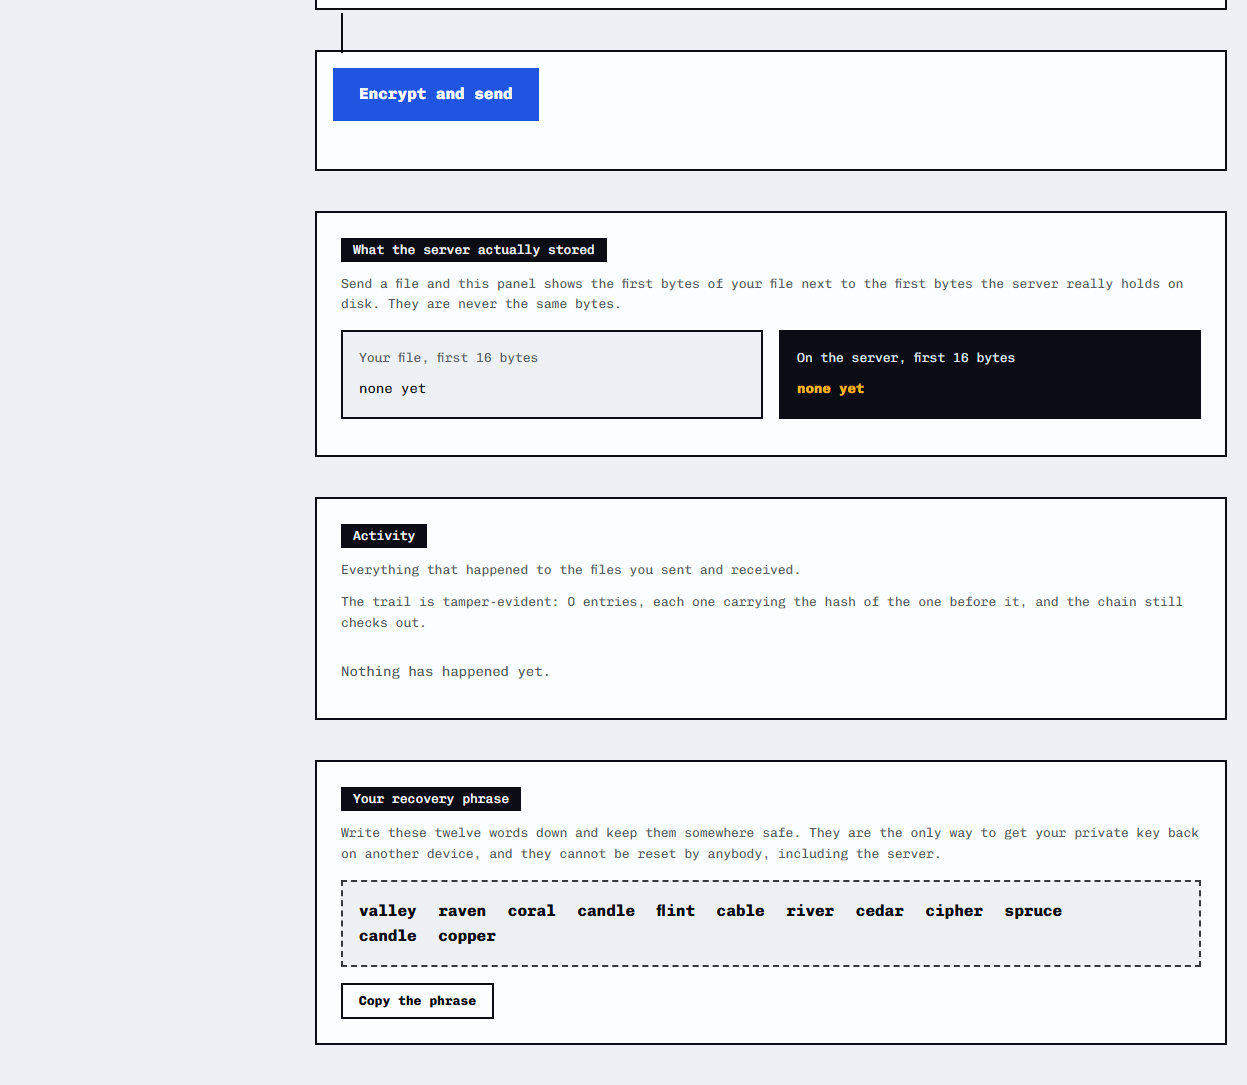 Encrypt and send
What the server actually stored
Send a file and this panel shows the first bytes of your file next to the first bytes the server really holds on
disk. They are never the same bytes.
Your file, first 16 bytes
none yet
On the server, first 16 bytes
none yet
Activity
Everything that happened to the files you sent and received.
The trail is tamper-evident: 0 entries, each one carrying the hash of the one before it, and the chain still
checks out.
Nothing has happened yet.
Your recovery phrase
Write these twelve words down and keep them somewhere safe. They are the only way to get your private key back
on another device, and they cannot be reset by anybody, including the server.
valley raven coral candle flint cable river cedar cipher spruce
candle copper
Copy the phrase